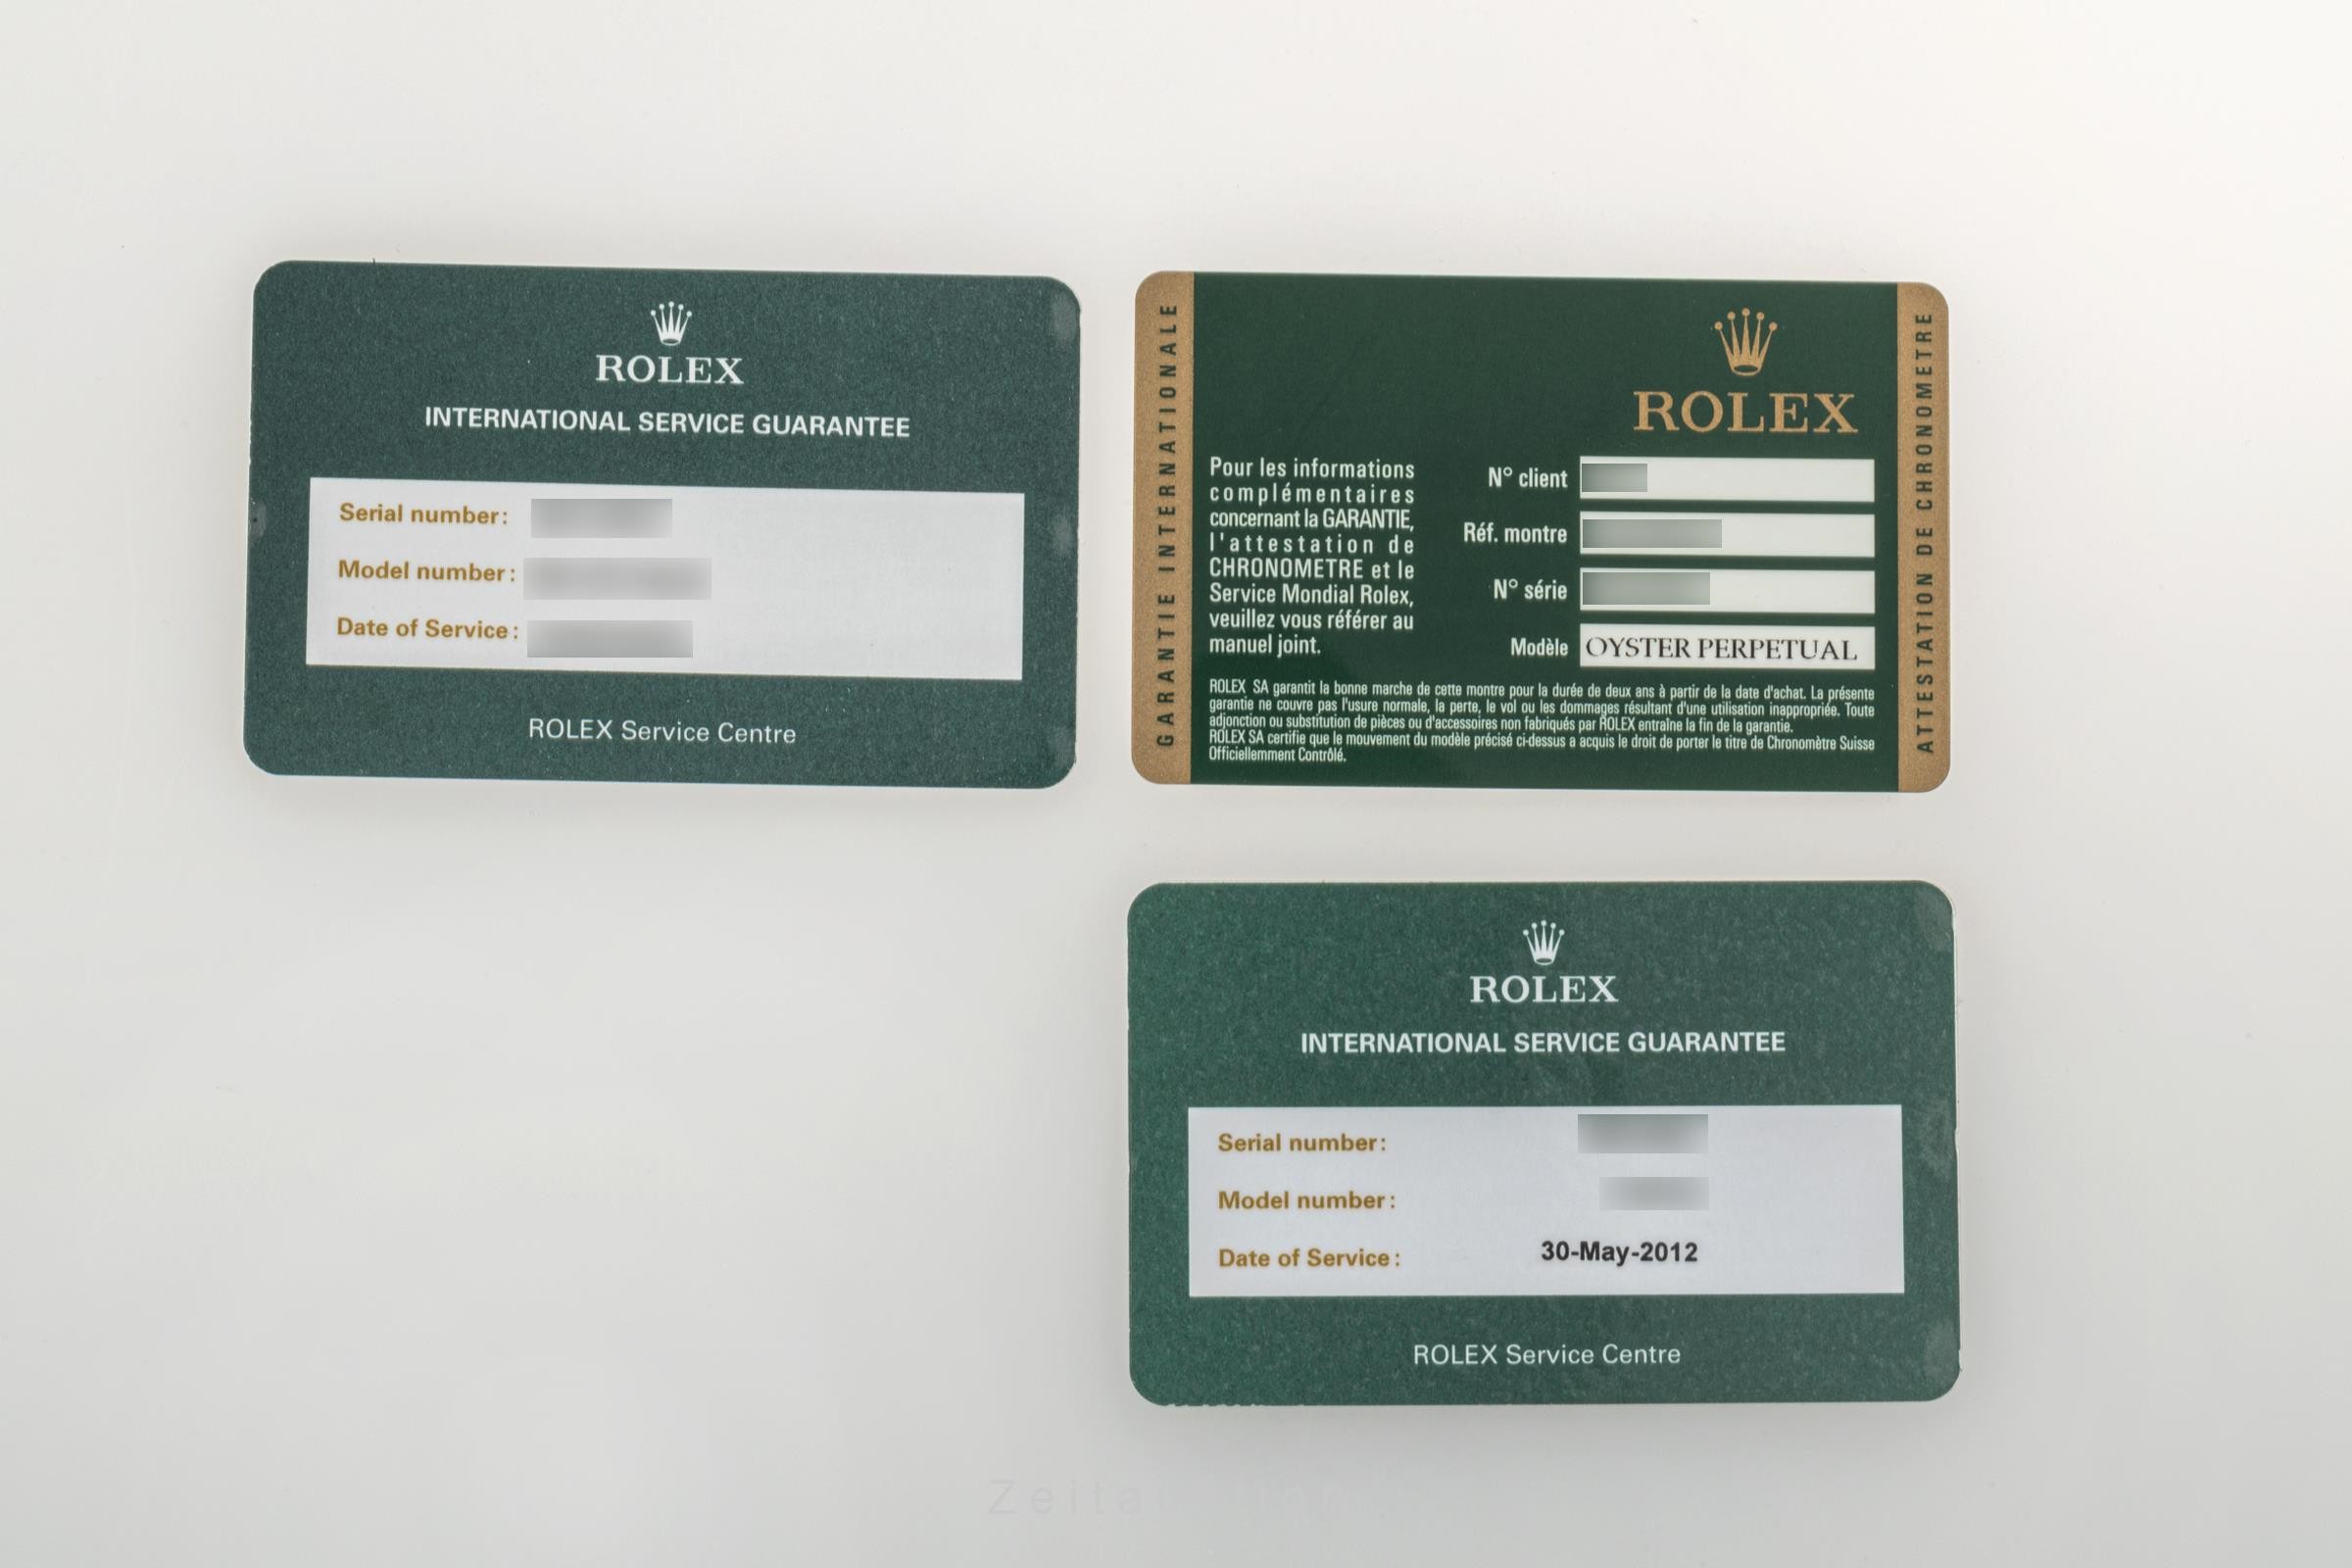 ROLEX
INTERNATIONAL SERVICE GUARANTEE
Serial number:
Model number:
Date of Service:
ROLEX Service Centre
GARANTIE INTERNATIONALE
ROLEX
Pour les informations
complémentaires
concernant la GARANTIE,
l'attestation de
CHRONOMETRE et le
Service Mondial Rolex,
veuillez vous référer au
manuel joint.
N° client
Réf. montre
N° série
Modèle OYSTER PERPETUAL
ROLEX SA garantit la bonne marche de cette montre pour la durée de deux ans à partir de la date d'achat. La présente
garantie ne couvre pas l'usure normale, la perte, le vol ou les dommages résultant d'une utilisation inappropriée. Toute
adjonction ou substitution de pièces ou d'accessoires non fabriqués par ROLEX entraîne la fin de la garantie.
ROLEX SA certifie que le mouvement du modèle précisé ci-dessus a acquis le droit de porter le titre de Chronomètre Suisse
Officiellemment Contrôlé.
ATTESTATION DE CHRONOMETRE
ROLEX
INTERNATIONAL SERVICE GUARANTEE
Serial number:
Model number:
Date of Service: 30-May-2012
ROLEX Service Centre